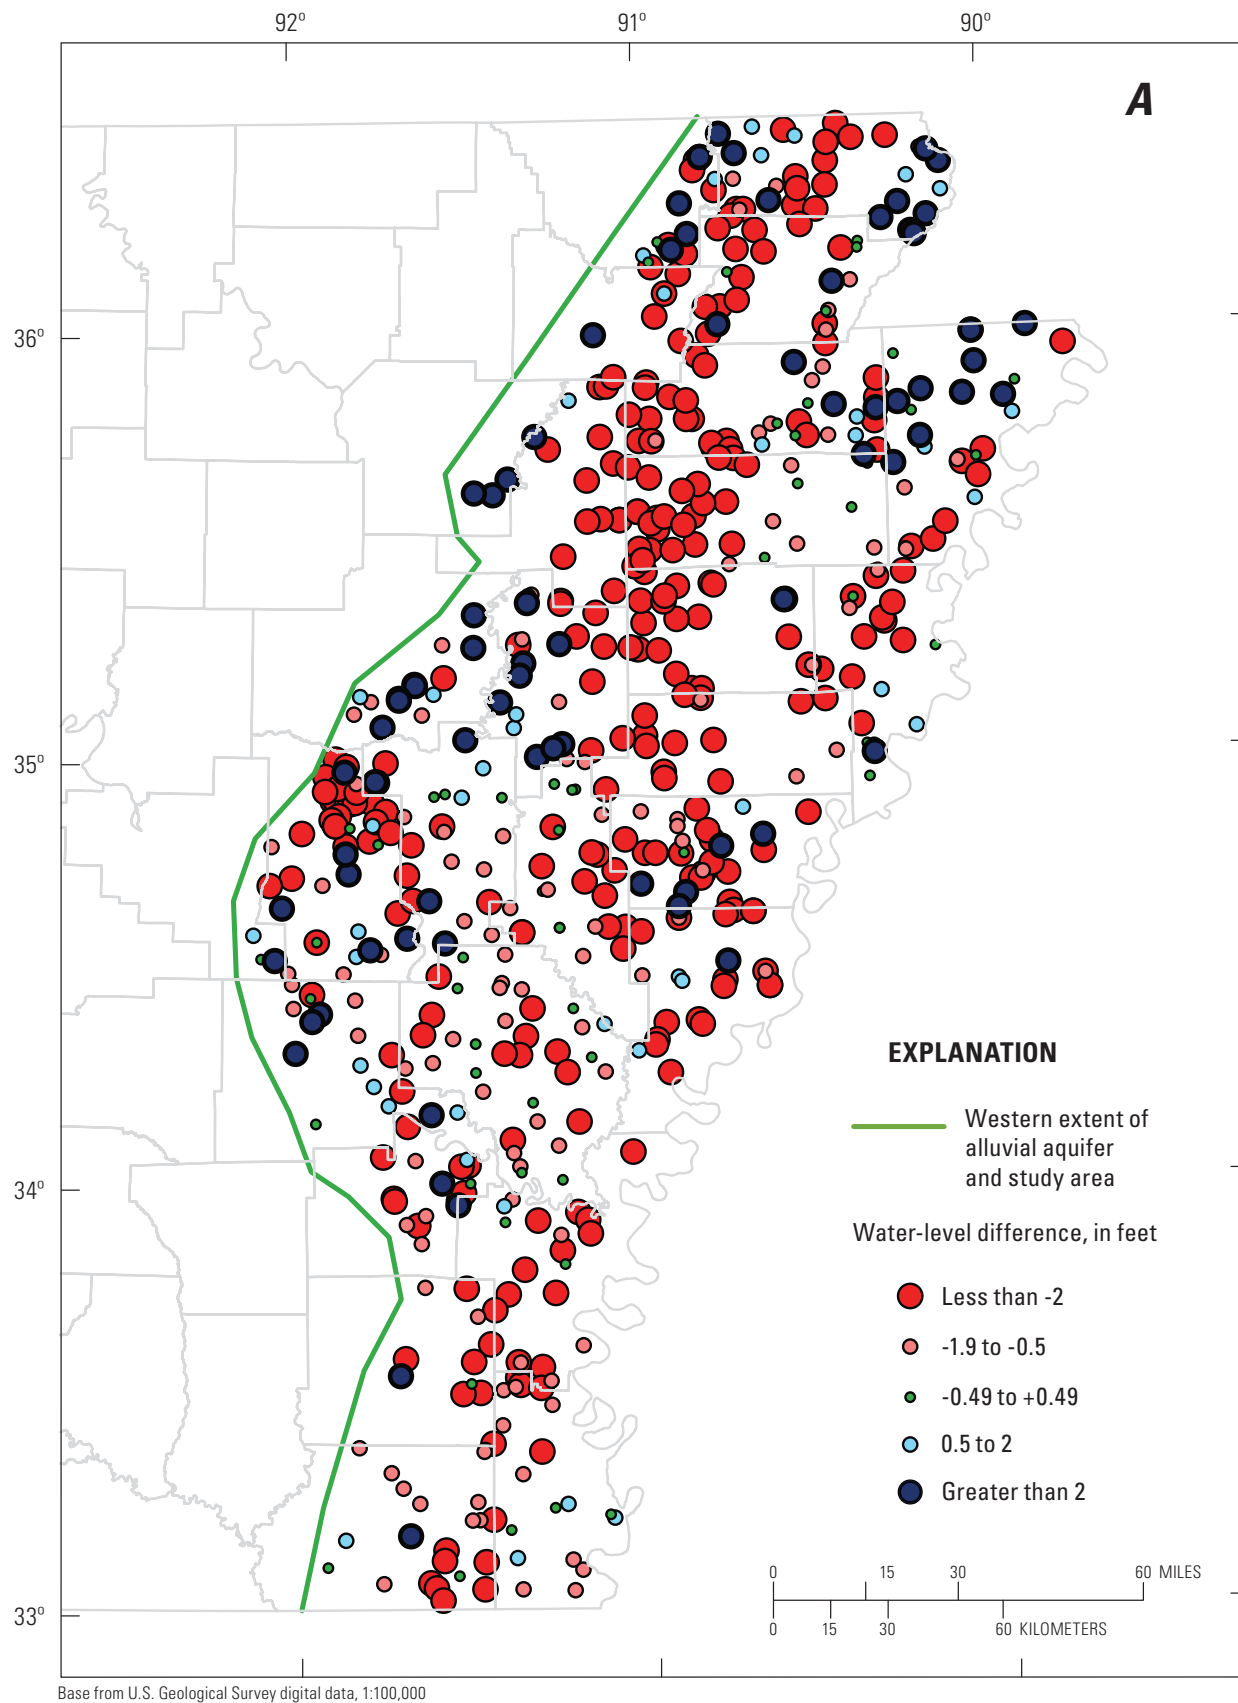 92º 91º 90º
A
36º
35º
34º
33º
EXPLANATION
Western extent of
alluvial aquifer
and study area
Water-level difference, in feet
Less than -2
-1.9 to -0.5
-0.49 to +0.49
0.5 to 2
Greater than 2
0 15 30 60 MILES
0 15 30 60 KILOMETERS
Base from U.S. Geological Survey digital data, 1:100,000